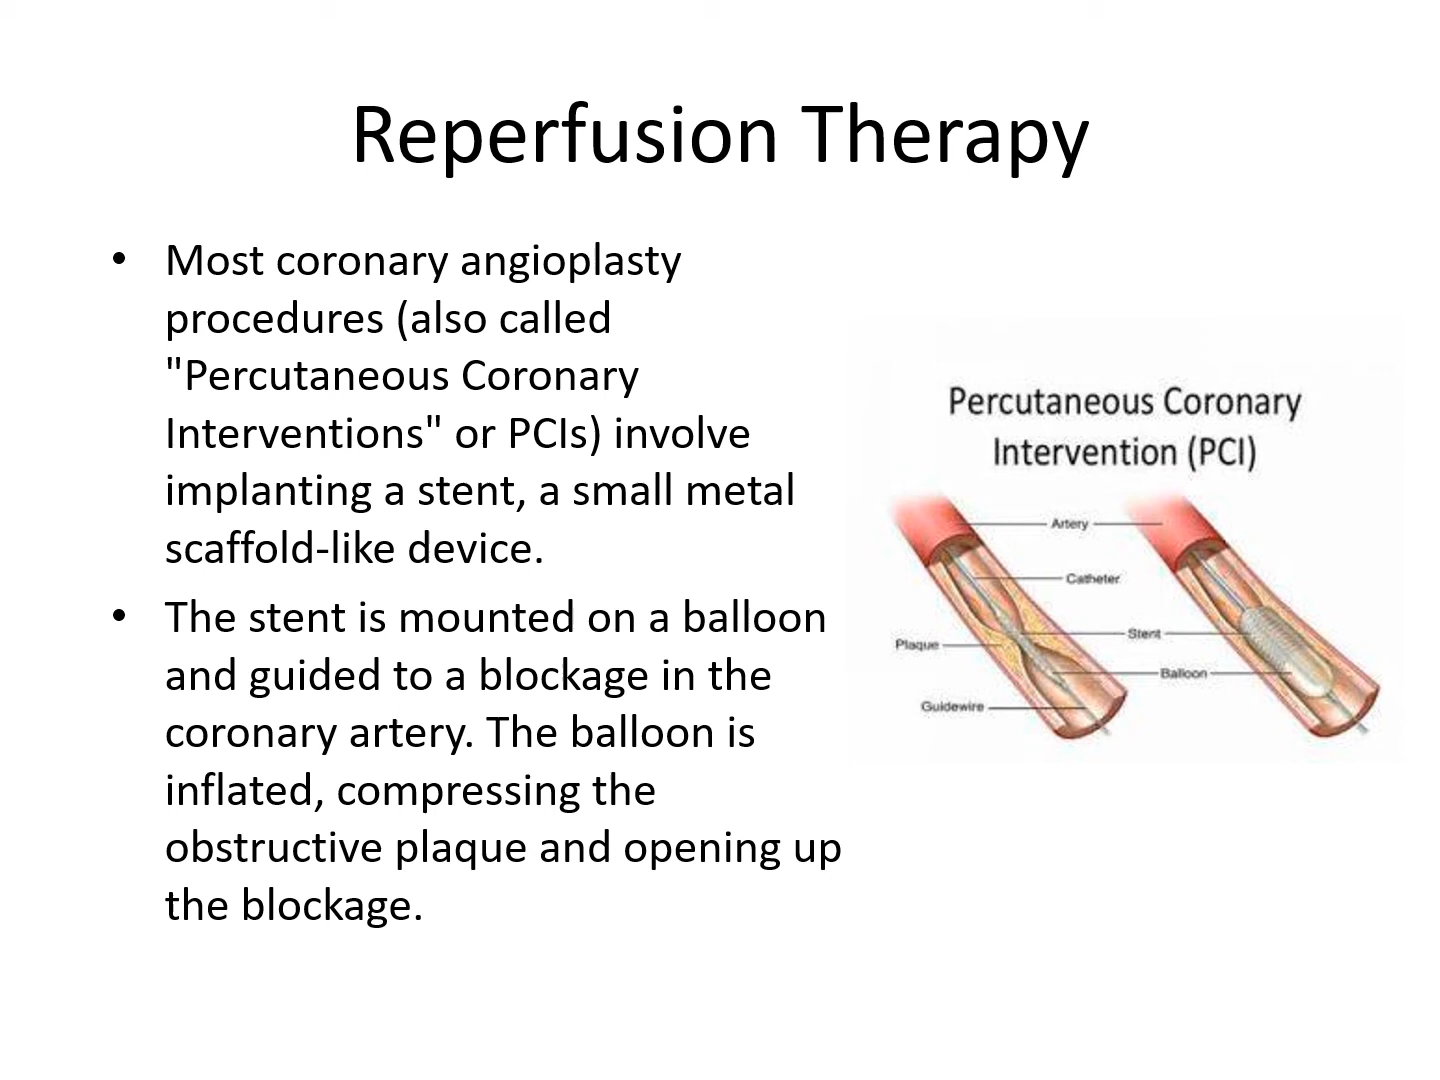 Reperfusion Therapy
• Most coronary angioplasty
procedures (also called
"Percutaneous Coronary
Interventions" or PCIs) involve
implanting a stent, a small metal
scaffold-like device.
• The stent is mounted on a balloon
and guided to a blockage in the
coronary artery. The balloon is
inflated, compressing the
obstructive plaque and opening up
the blockage.
Percutaneous Coronary
Intervention (PCI)
Artery
Catheter
Stent
Plaque
Balloon
Guidewire